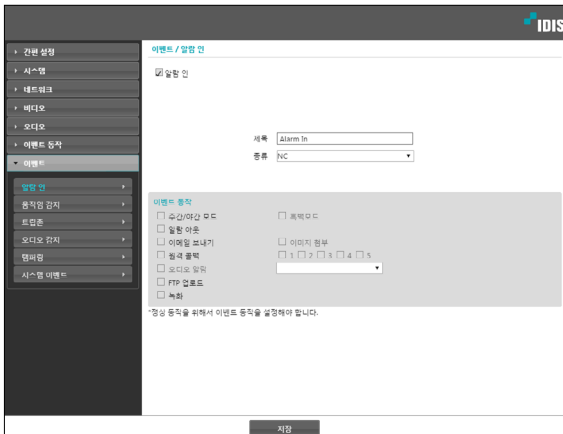 IDIS
간편 설정
시스템
네트워크
비디오
오디오
이벤트 동작
이벤트
알람 인
움직임 감지
트립존
오디오 감지
탬퍼링
시스템 이벤트
이벤트 / 알람 인
알람 인
제목 Alarm In
종류 NC
이벤트 동작
주간/야간 모드 흑백모드
알람 아웃
이메일 보내기 이미지 첨부
원격 콜백 1 2 3 4 5
오디오 알림
FTP 업로드
녹화
*정상 동작을 위해서 이벤트 동작을 설정해야 합니다.
저장